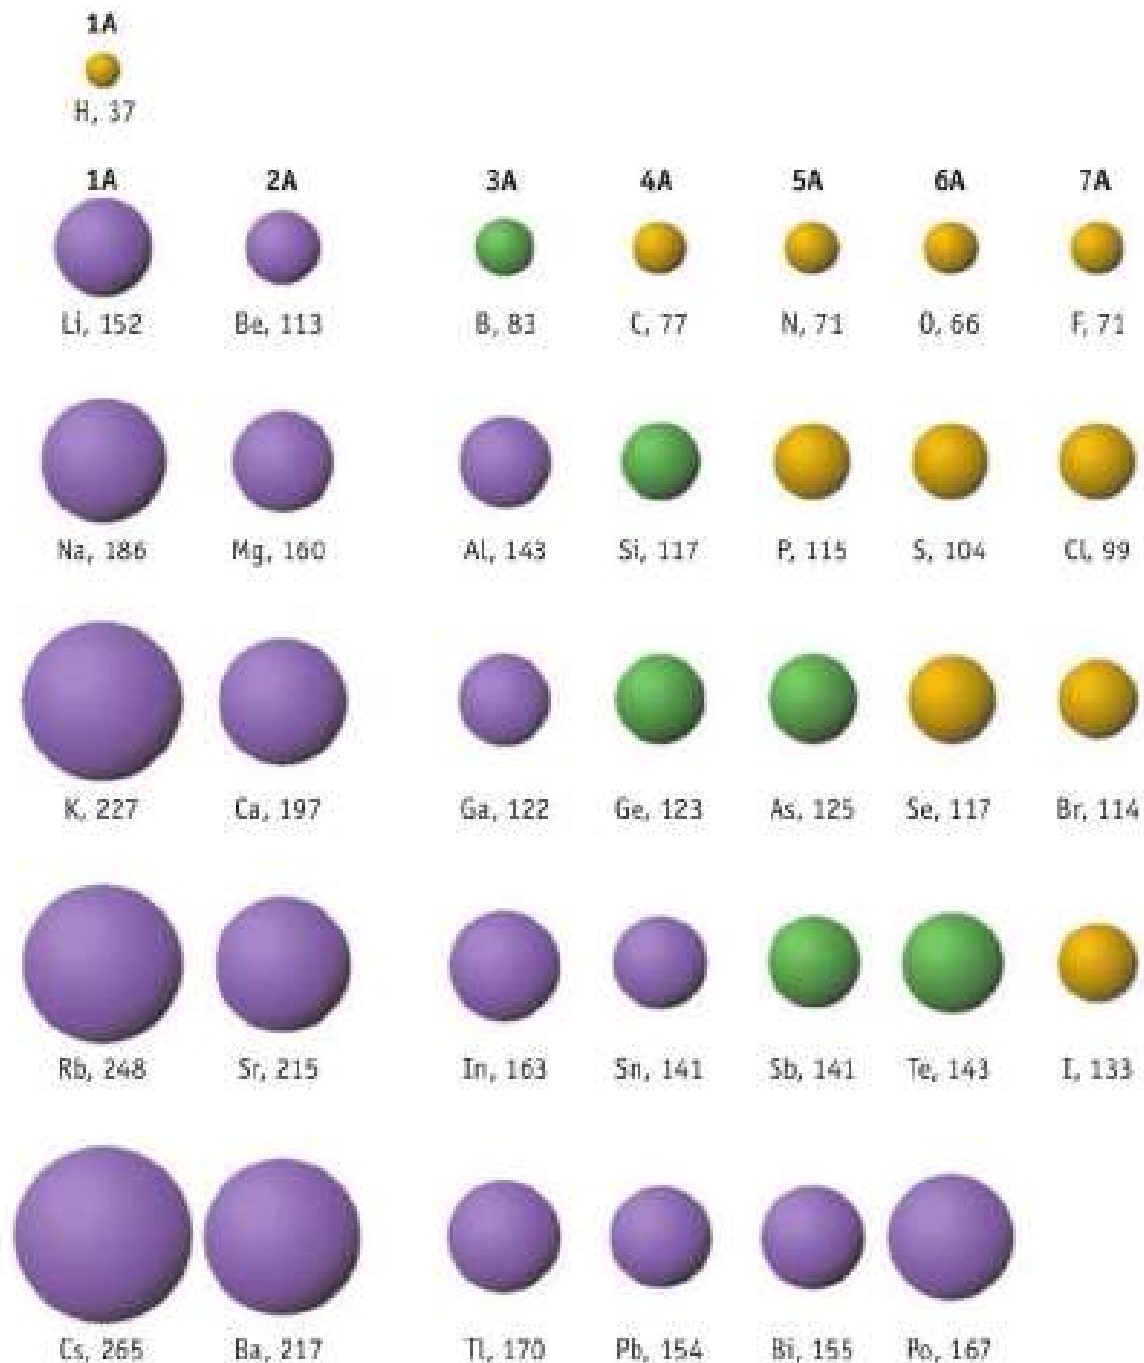 1A
H, 37
1A 2A 3A 4A 5A 6A 7A
Li, 152 Be, 113 B, 83 C, 77 N, 71 O, 66 F, 71
Na, 186 Mg, 160 Al, 143 Si, 117 P, 115 S, 104 Cl, 99
K, 227 Ca, 197 Ga, 122 Ge, 123 As, 125 Se, 117 Br, 114
Rb, 248 Sr, 215 In, 163 Sn, 141 Sb, 141 Te, 143 I, 133
Cs, 265 Ba, 217 Tl, 170 Pb, 154 Bi, 155 Po, 167